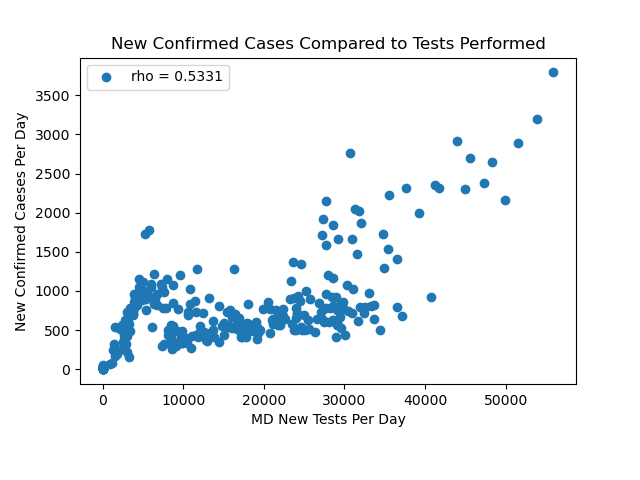 New Confirmed Cases Compared to Tests Performed
rho = 0.5331
New Confirmed Caeses Per Day
3500
3000
2500
2000
1500
1000
500
0
0 10000 20000 30000 40000 50000
MD New Tests Per Day